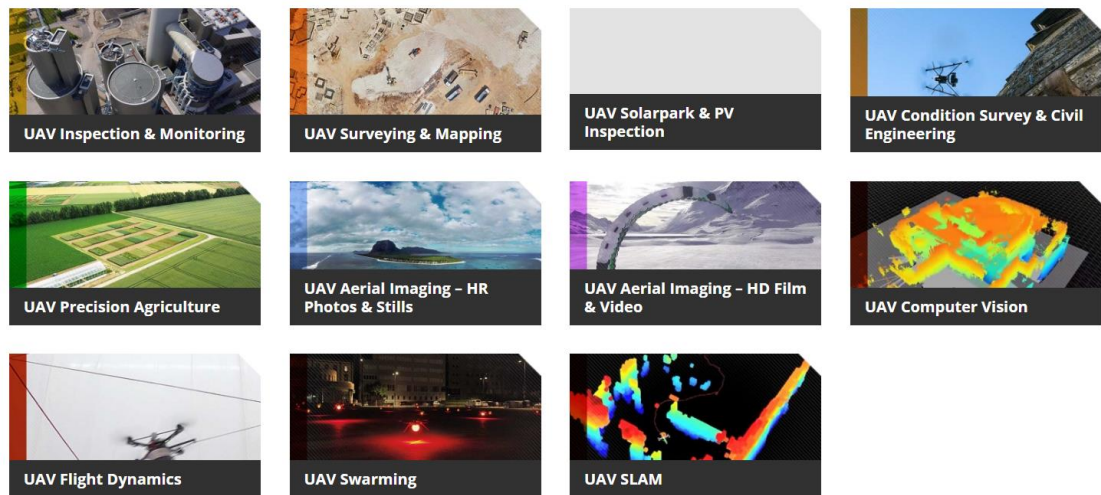 UAV Inspection & Monitoring
UAV Surveying & Mapping
UAV Solarpark & PV
Inspection
UAV Condition Survey & Civil
Engineering
UAV Precision Agriculture
UAV Aerial Imaging – HR
Photos & Stills
UAV Aerial Imaging – HD Film
& Video
UAV Computer Vision
UAV Flight Dynamics
UAV Swarming
UAV SLAM